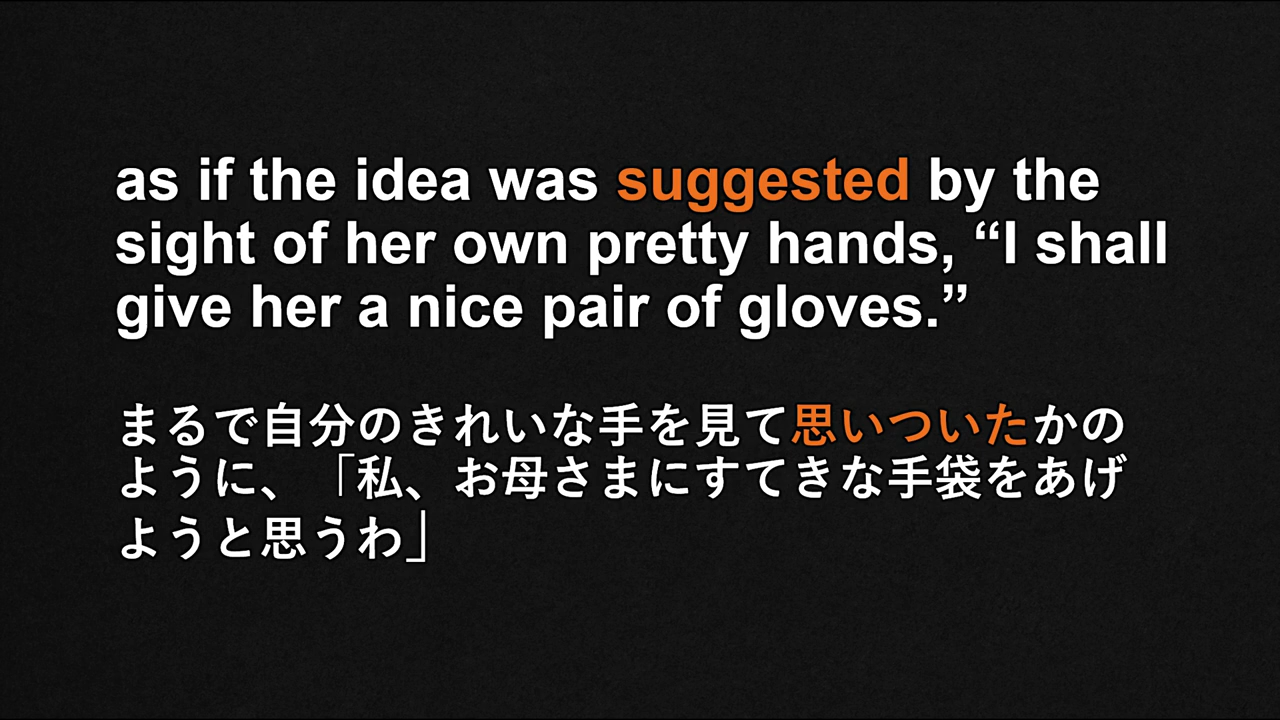 as if the idea was suggested by the
sight of her own pretty hands, “I shall
give her a nice pair of gloves.”
まるで自分のきれいな手を見て思いついたかの
ように、「私、お母さまにすてきな手袋をあげ
ようと思うわ」